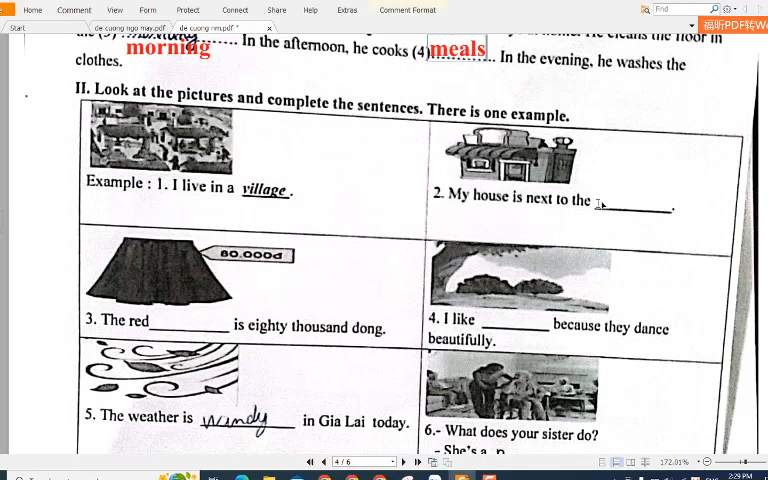 Home Comment View Form Protect Connect Share Help Extras Comment Format
Find
Start de cuong ngo may.pdf de cuong nm.pdf *
morning In the afternoon, he cooks (4) meals In the evening, he washes the
He cleans the floor in
clothes.
II. Look at the pictures and complete the sentences. There is one example.
Example : 1. I live in a village.
2. My house is next to the ________.
80.000đ
3. The red________ is eighty thousand dong.
4. I like ________ because they dance
beautifully.
5. The weather is windy in Gia Lai today.
6.- What does your sister do?
- She's a n
4 / 6
172.01%
2:29 PM